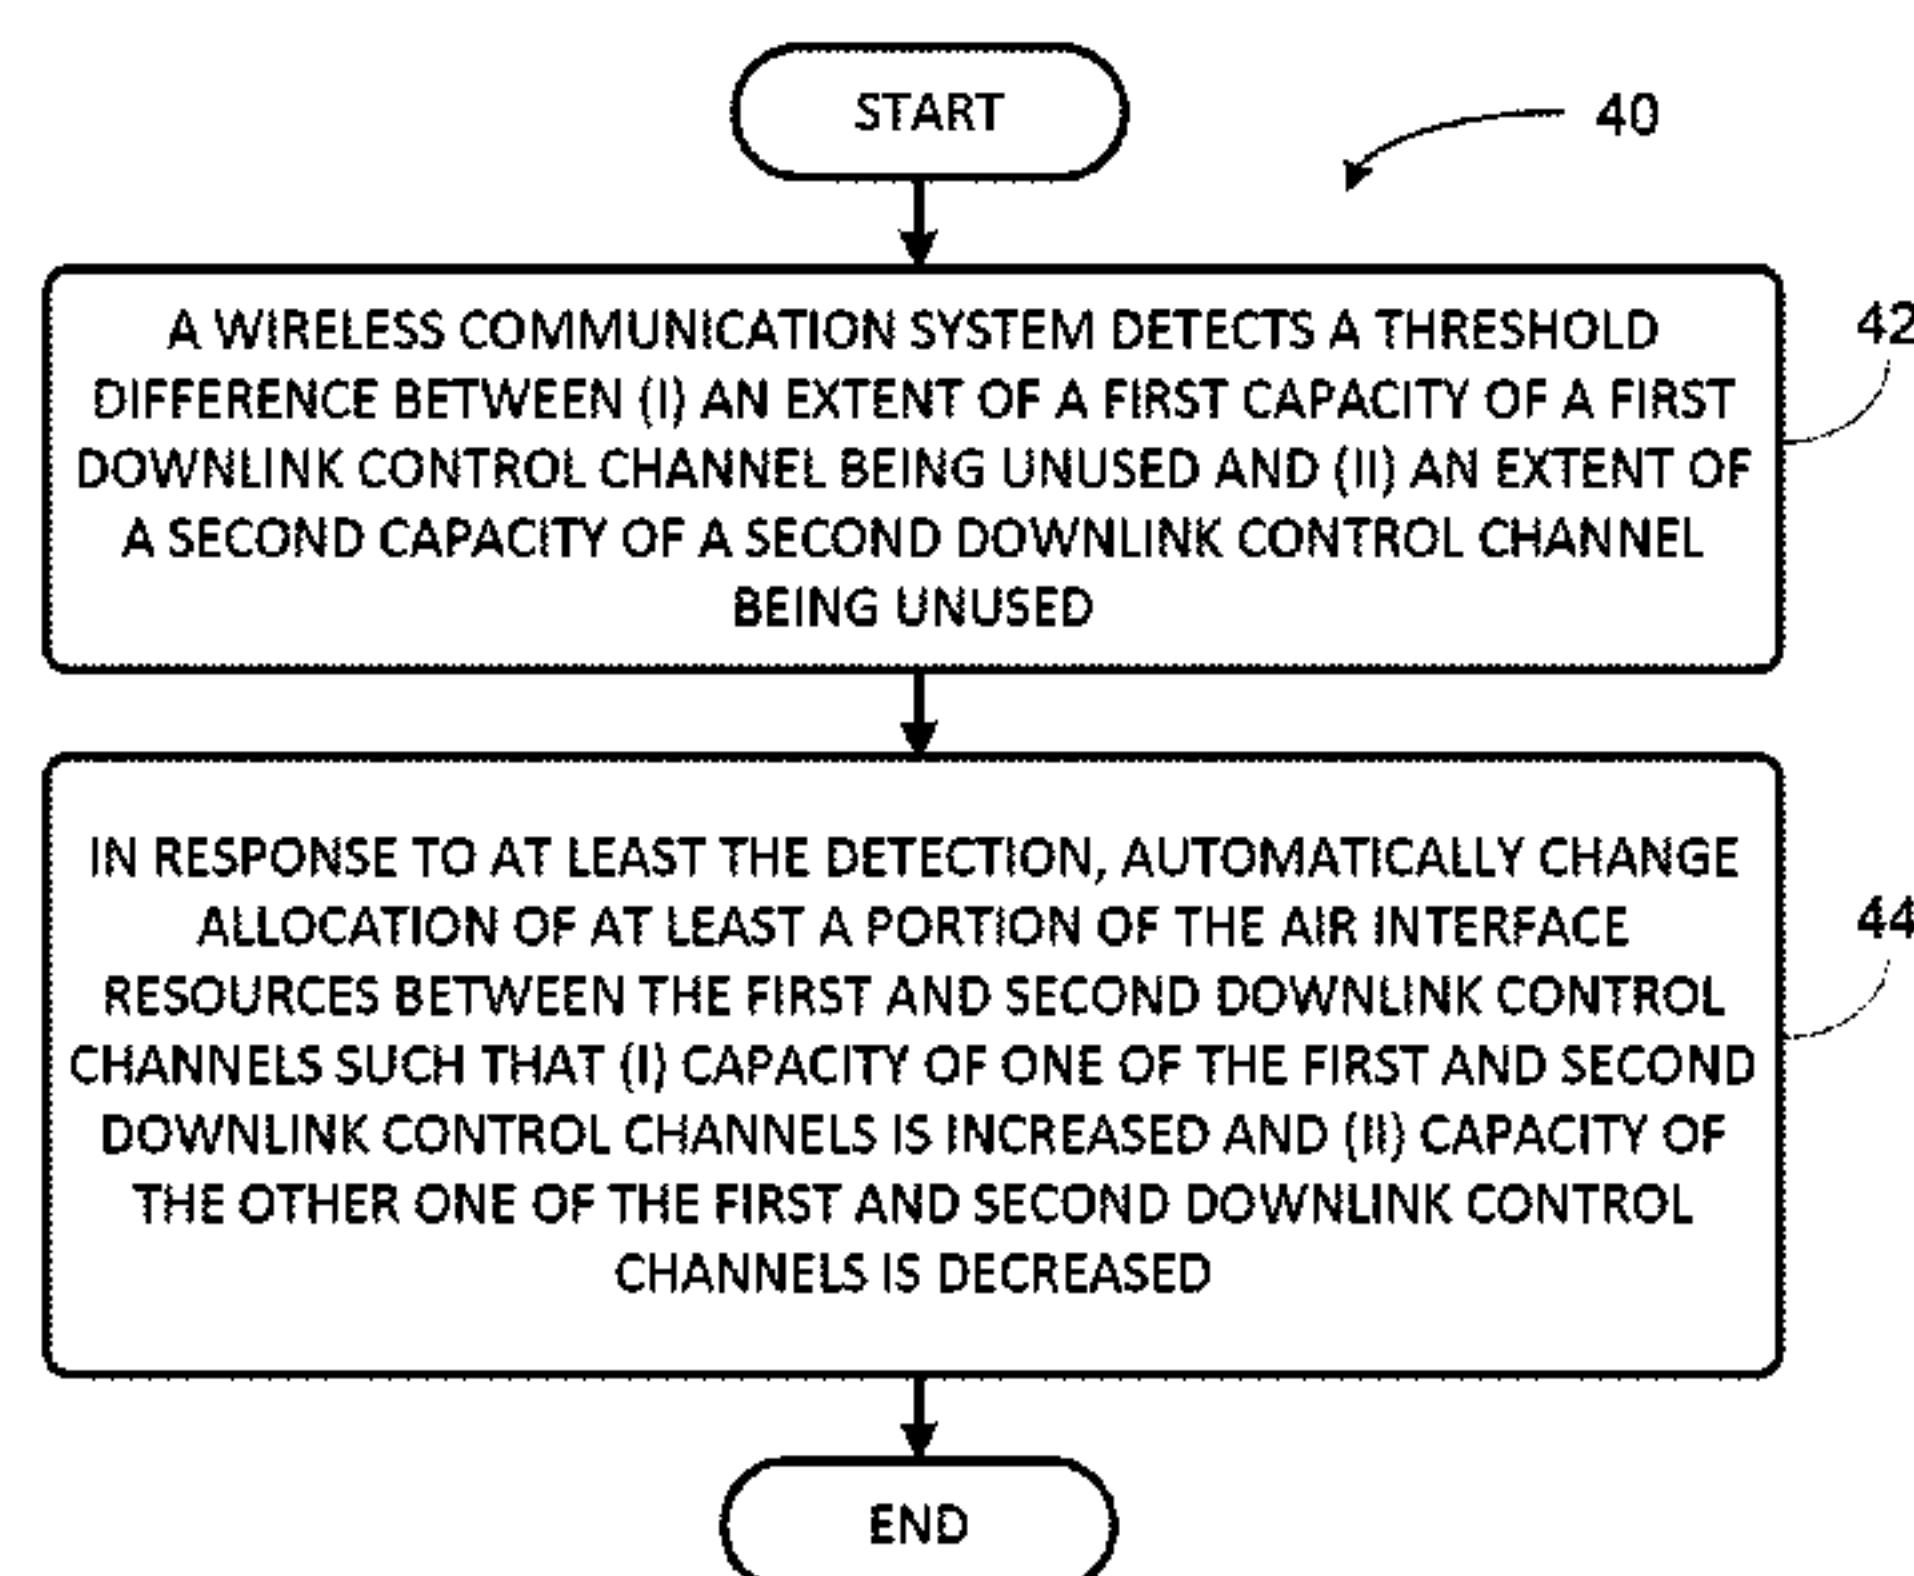 START
40
A WIRELESS COMMUNICATION SYSTEM DETECTS A THRESHOLD
DIFFERENCE BETWEEN (I) AN EXTENT OF A FIRST CAPACITY OF A FIRST
DOWNLINK CONTROL CHANNEL BEING UNUSED AND (II) AN EXTENT OF
A SECOND CAPACITY OF A SECOND DOWNLINK CONTROL CHANNEL
BEING UNUSED
42
IN RESPONSE TO AT LEAST THE DETECTION, AUTOMATICALLY CHANGE
ALLOCATION OF AT LEAST A PORTION OF THE AIR INTERFACE
RESOURCES BETWEEN THE FIRST AND SECOND DOWNLINK CONTROL
CHANNELS SUCH THAT (I) CAPACITY OF ONE OF THE FIRST AND SECOND
DOWNLINK CONTROL CHANNELS IS INCREASED AND (II) CAPACITY OF
THE OTHER ONE OF THE FIRST AND SECOND DOWNLINK CONTROL
CHANNELS IS DECREASED
44
END